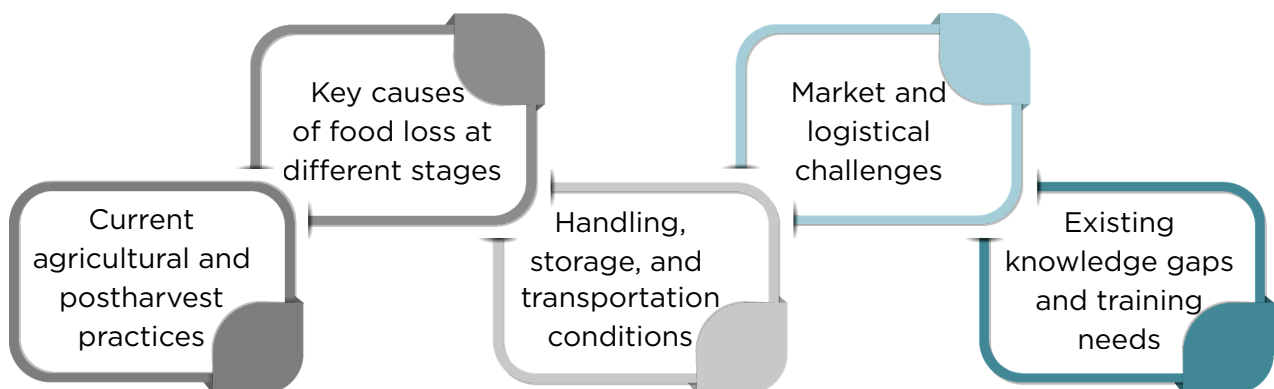 Current
agricultural and
postharvest
practices
Key causes
of food loss at
different stages
Handling,
storage, and
transportation
conditions
Market and
logistical
challenges
Existing
knowledge gaps
and training
needs